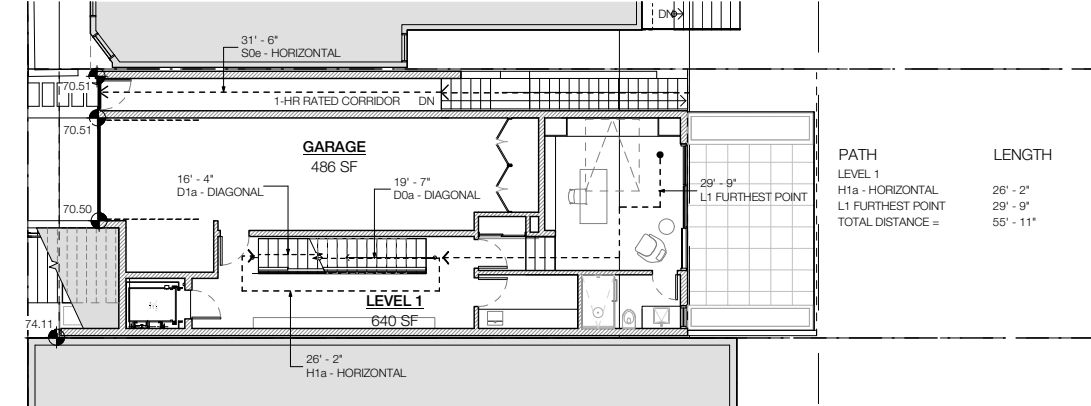 DN
31' - 6"
S0e - HORIZONTAL
70.51
1-HR RATED CORRIDOR DN
70.51
GARAGE
486 SF
16' - 4"
D1a - DIAGONAL
19' - 7"
D0a - DIAGONAL
29' - 9"
L1 FURTHEST POINT
70.50
LEVEL 1
640 SF
74.11
26' - 2"
H1a - HORIZONTAL
PATH LENGTH
LEVEL 1
H1a - HORIZONTAL 26' - 2"
L1 FURTHEST POINT 29' - 9"
TOTAL DISTANCE = 55' - 11"